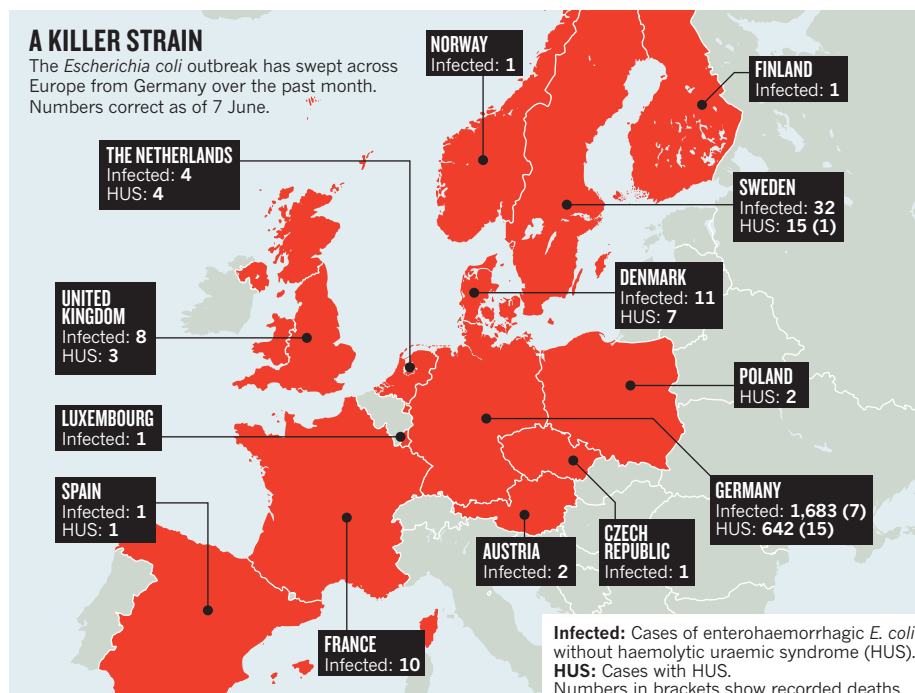 A KILLER STRAIN
The Escherichia coli outbreak has swept across
Europe from Germany over the past month.
Numbers correct as of 7 June.
NORWAY
Infected: 1
FINLAND
Infected: 1
THE NETHERLANDS
Infected: 4
HUS: 4
SWEDEN
Infected: 32
HUS: 15 (1)
DENMARK
Infected: 11
HUS: 7
UNITED
KINGDOM
Infected: 8
HUS: 3
POLAND
HUS: 2
LUXEMBOURG
Infected: 1
SPAIN
Infected: 1
HUS: 1
GERMANY
Infected: 1,683 (7)
HUS: 642 (15)
AUSTRIA
Infected: 2
CZECH
REPUBLIC
Infected: 1
FRANCE
Infected: 10
Infected: Cases of enterohaemorrhagic E. coli
without haemolytic uraemic syndrome (HUS).
HUS: Cases with HUS.
Numbers in brackets show recorded deaths